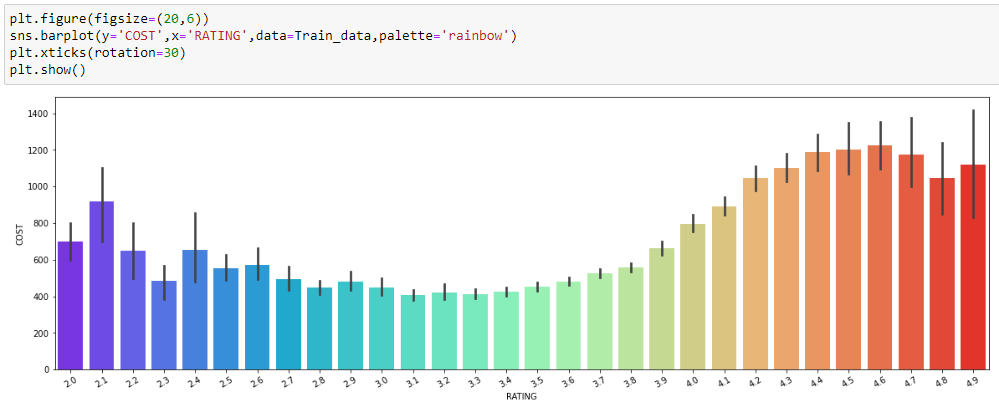 plt.figure(figsize=(20,6))
sns.barplot(y='COST',x='RATING',data=Train_data,palette='rainbow')
plt.xticks(rotation=30)
plt.show()
1400
1200
1000
800
600
400
200
0
COST
2.0 2.1 2.2 2.3 2.4 2.5 2.6 2.7 2.8 2.9 3.0 3.1 3.2 3.3 3.4 3.5 3.6 3.7 3.8 3.9 4.0 4.1 4.2 4.3 4.4 4.5 4.6 4.7 4.8 4.9
RATING